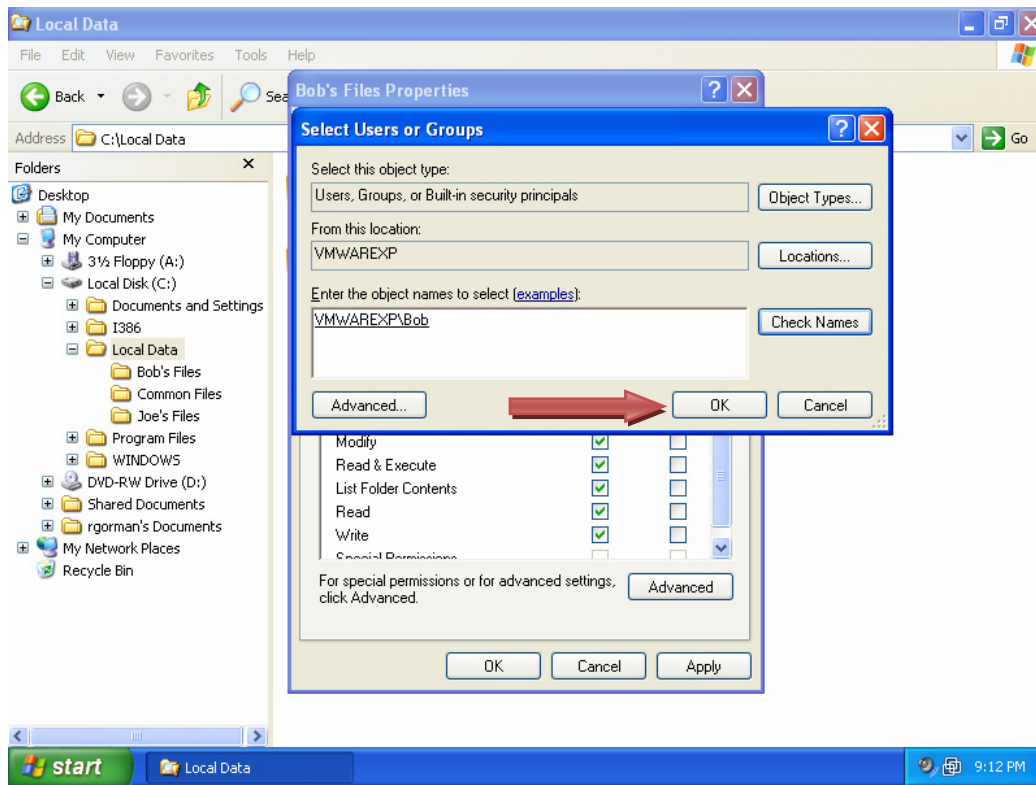 Local Data
File Edit View Favorites Tools Help
Back Sea
Address C:\Local Data Go
Folders
Desktop
My Documents
My Computer
3½ Floppy (A:)
Local Disk (C:)
Documents and Settings
I386
Local Data
Bob's Files
Common Files
Joe's Files
Program Files
WINDOWS
DVD-RW Drive (D:)
Shared Documents
rgorman's Documents
My Network Places
Recycle Bin
Bob's Files Properties
Select Users or Groups
Select this object type:
Users, Groups, or Built-in security principals Object Types...
From this location:
VMWAREXP Locations...
Enter the object names to select (examples):
VMWAREXP\Bob Check Names
Advanced... OK Cancel
Modify
Read & Execute
List Folder Contents
Read
Write
Special Permissions
For special permissions or for advanced settings,
click Advanced. Advanced
OK Cancel Apply
start Local Data 9:12 PM